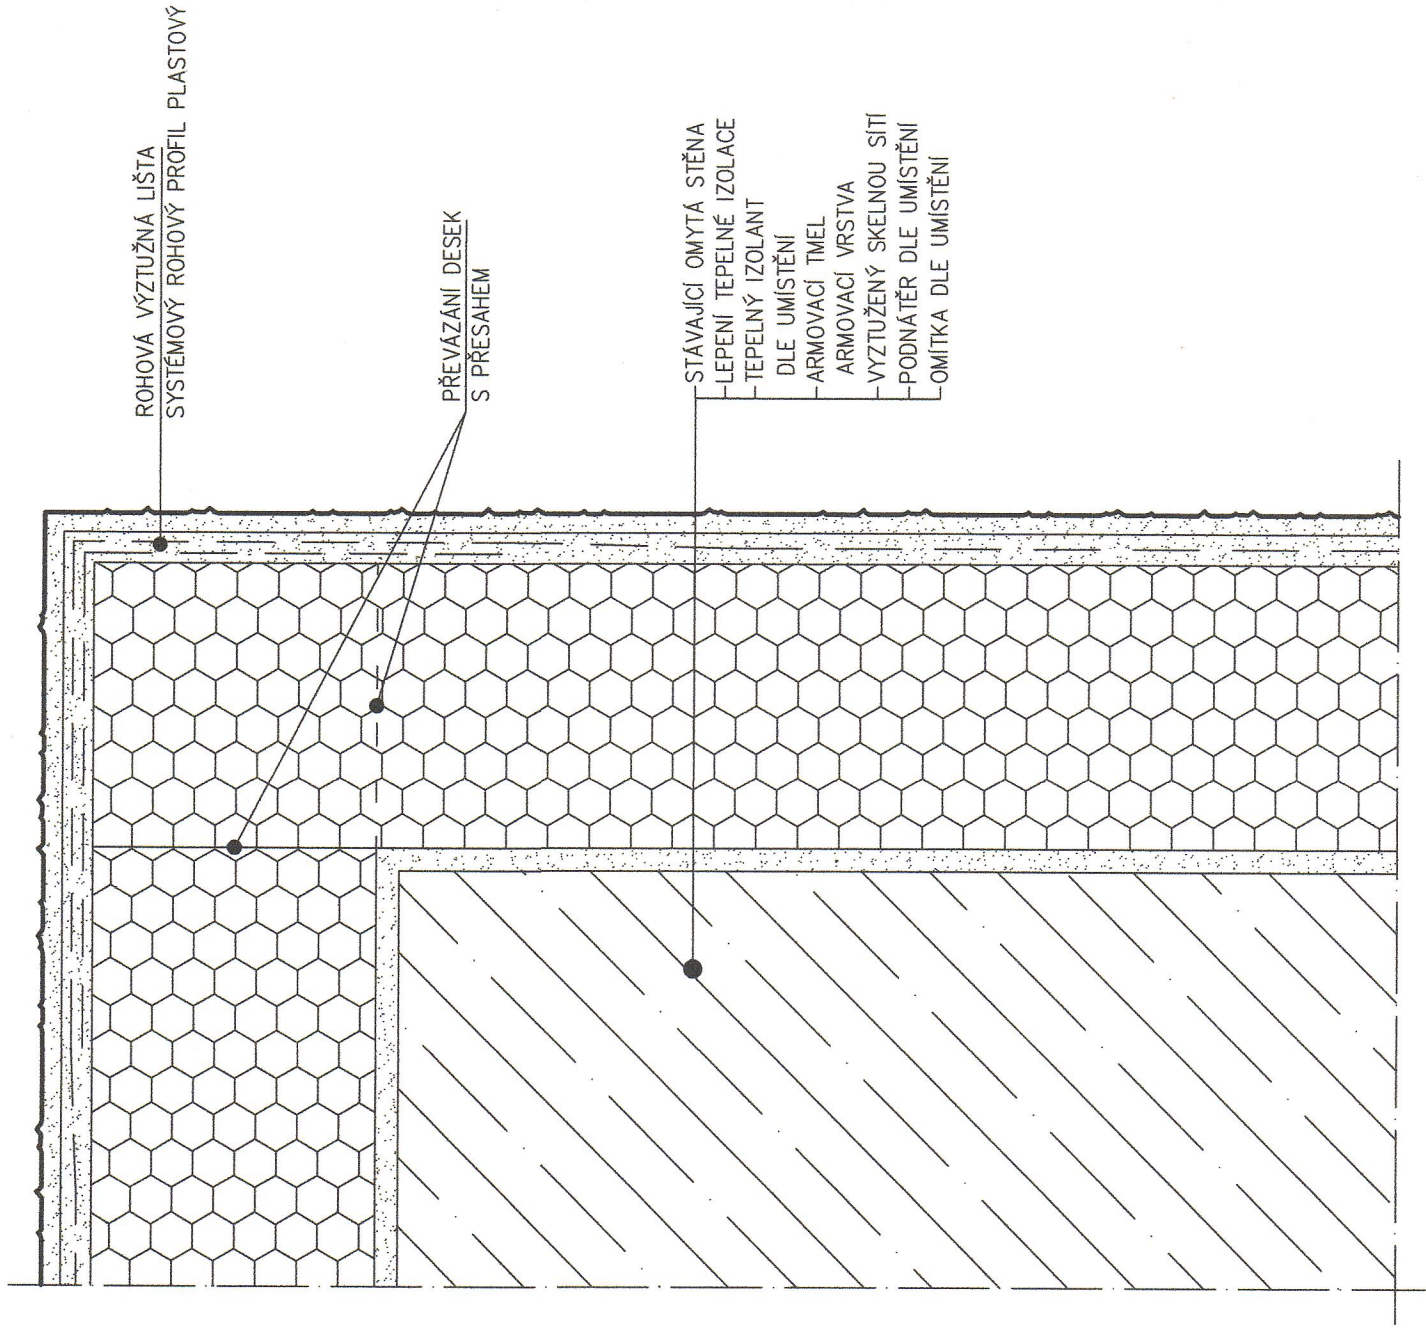 ROHOVÁ VÝZTUŽNÁ LIŠTA
SYSTÉMOVÝ ROHOVÝ PROFIL PLASTOVÝ
PŘEVÁZÁNÍ DESEK
S PŘESAHEM
STÁVAJÍCÍ OMYTÁ STĚNA
LEPENÍ TEPELNÉ IZOLACE
TEPELNÝ IZOLANT
DLE UMÍSTĚNÍ
ARMOVACÍ TMEL
ARMOVACÍ VRSTVA
VYZTUŽENÝ SKELNOU SÍTÍ
PODNÁTĚR DLE UMÍSTĚNÍ
OMÍTKA DLE UMÍSTĚNÍ